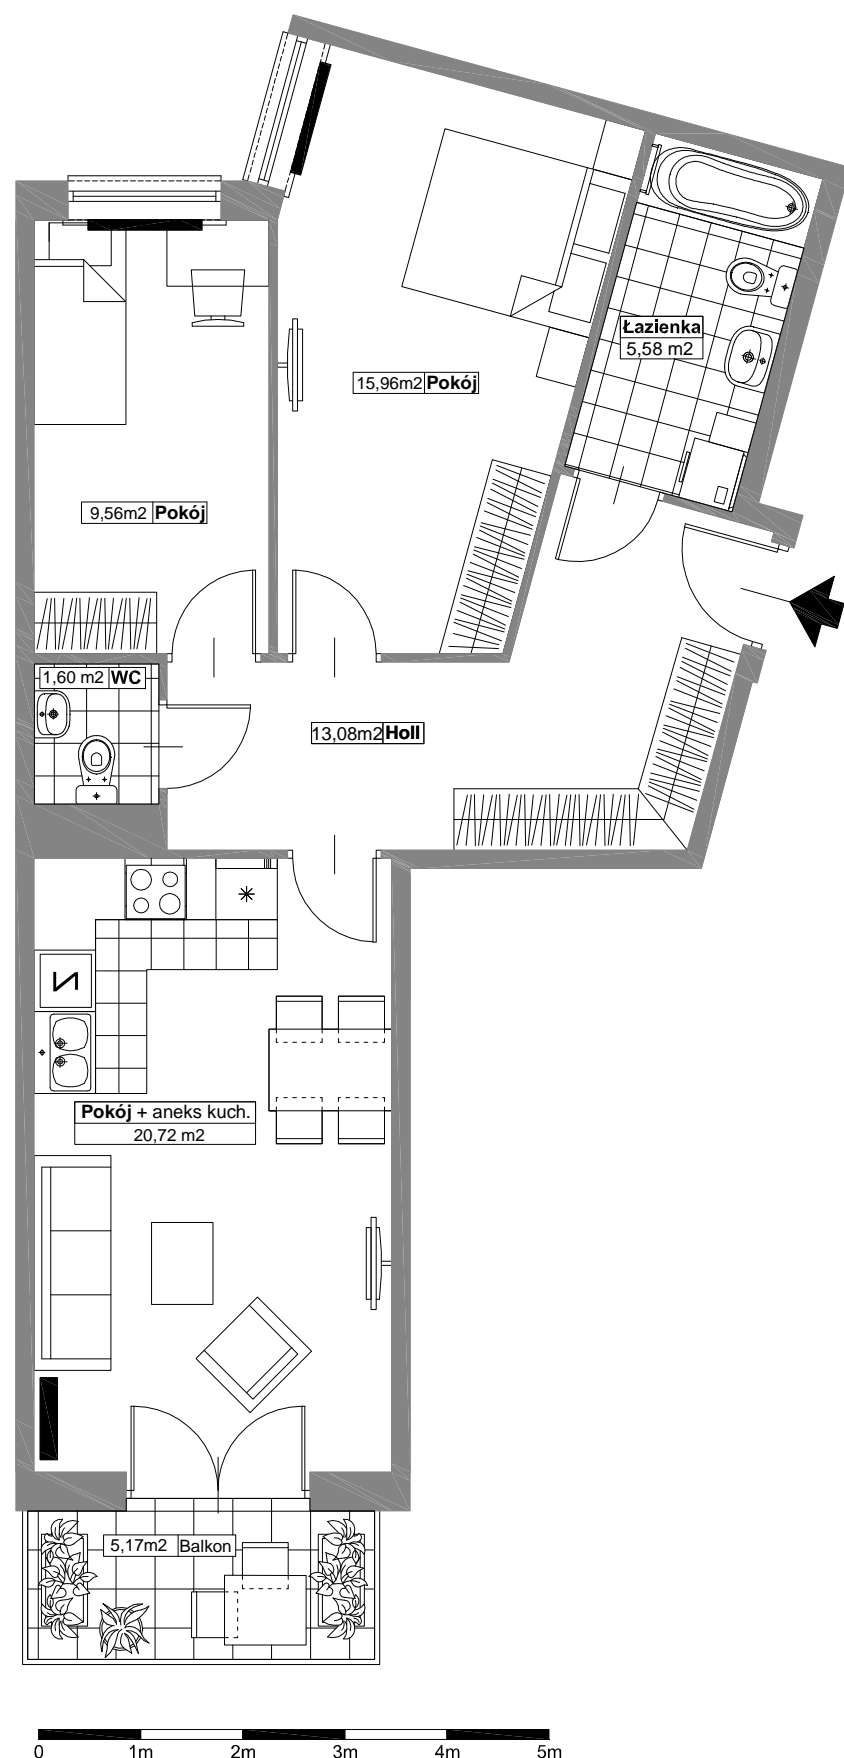 Łazienka
5,58 m2
15,96m2 Pokój
9,56m2 Pokój
1,60 m2 WC
13,08m2 Holl
Pokój + aneks kuch.
20,72 m2
5,17m2 Balkon
0 1m 2m 3m 4m 5m